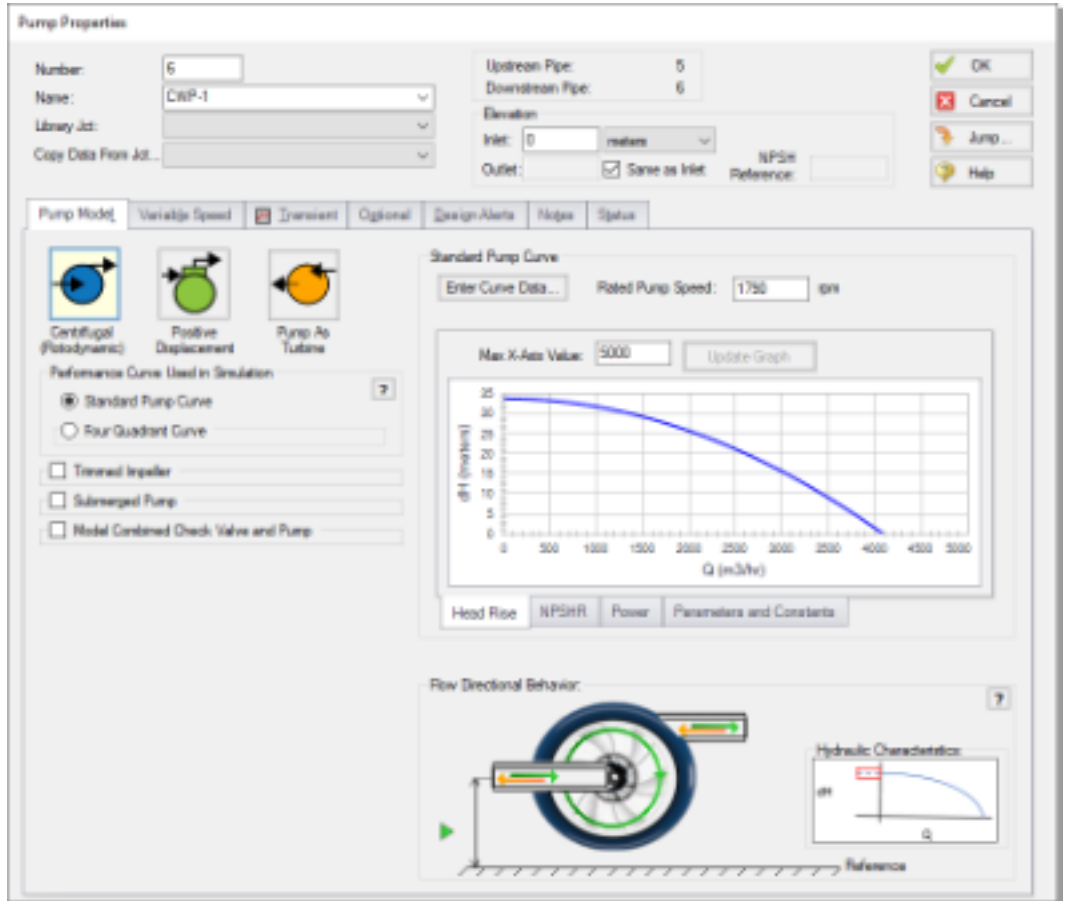 Pump Properties
Number: 6
Name: CWP-1
Library Jct:
Copy Data From Jct...
Upstream Pipe: 5
Downstream Pipe: 6
Elevation
Inlet: 0 meters
Outlet: Same as Inlet
NPSH
Reference:
OK
Cancel
Jump...
Help
Pump Model Variable Speed Transient Optional Design Alerts Notes Status
Centrifugal
(Rotodynamic)
Positive
Displacement
Pump As
Turbine
Performance Curve Used in Simulation
?
Standard Pump Curve
Four Quadrant Curve
Trimmed Impeller
Submerged Pump
Model Combined Check Valve and Pump
Standard Pump Curve
Enter Curve Data... Rated Pump Speed: 1750 rpm
Max X-Axis Value: 5000 Update Graph
dH (meters)
35
30
25
20
15
10
5
0
0 500 1000 1500 2000 2500 3000 3500 4000 4500 5000
Q (m3/hr)
Head Rise NPSHR Power Parameters and Constants
Flow Directional Behavior:
?
Hydraulic Characteristics:
dH
Q
Reference